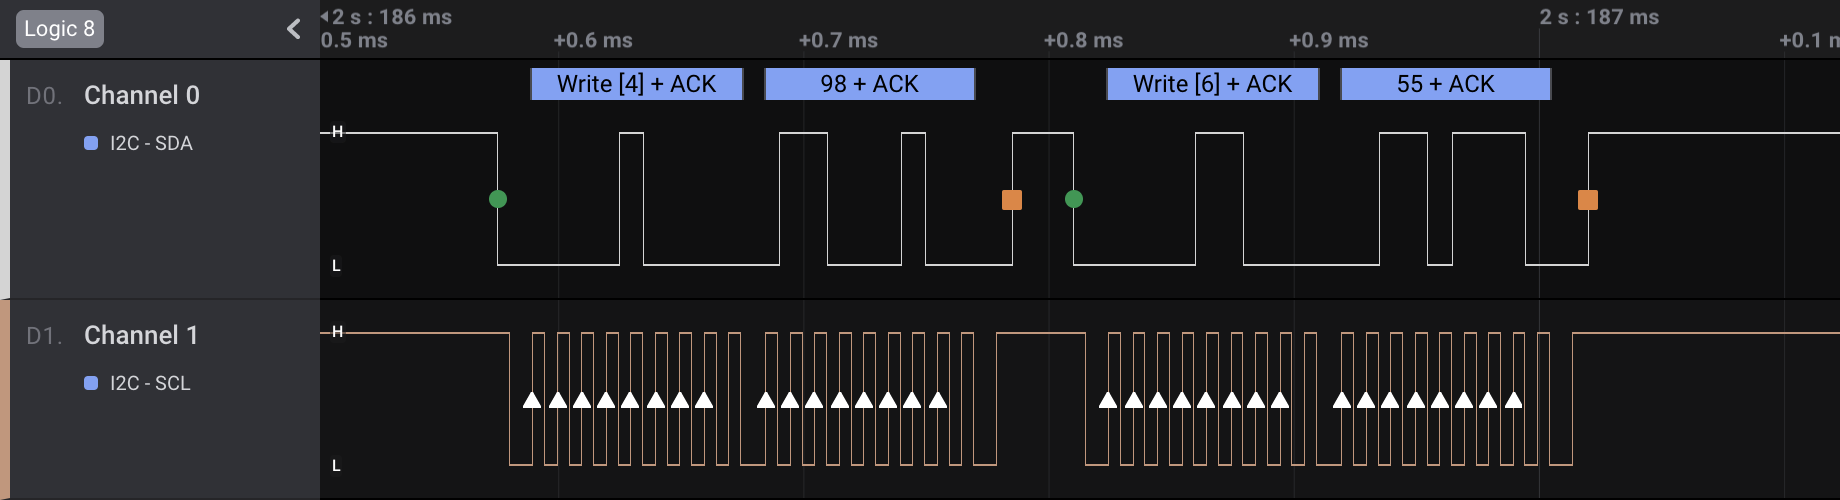 Logic 8
2 s : 186 ms
2 s : 187 ms
0.5 ms
+0.6 ms
+0.7 ms
+0.8 ms
+0.9 ms
+0.1 m
D0. Channel 0
I2C - SDA
Write [4] + ACK
98 + ACK
Write [6] + ACK
55 + ACK
H
L
D1. Channel 1
I2C - SCL
H
L